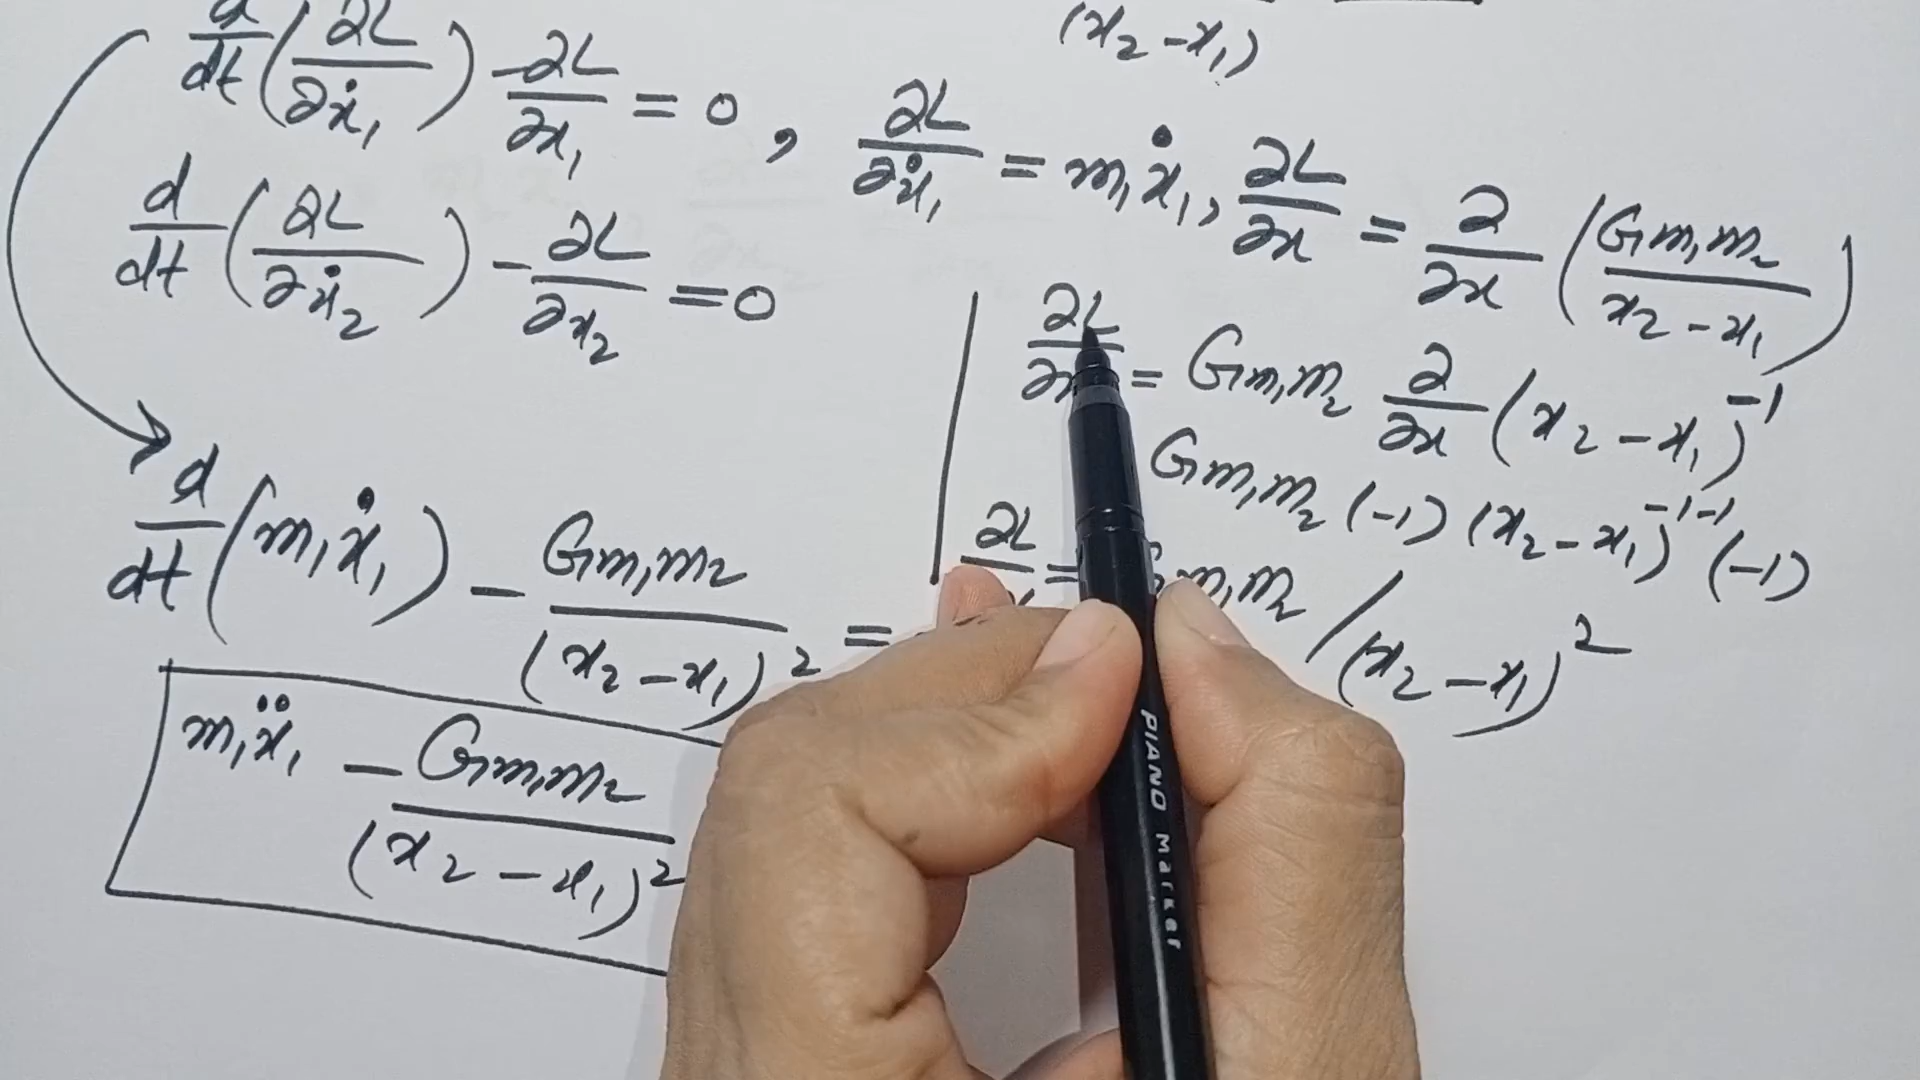 (x₂-x₁)
d/dt(∂L/∂ẋ₁) - ∂L/∂x₁ = 0 , ∂L/∂ẋ₁ = m₁ẋ₁, ∂L/∂x = ∂/∂x (Gm₁m₂/x₂-x₁)
d/dt(∂L/∂ẋ₂) - ∂L/∂x₂ = 0
∂L/∂x = Gm₁m₂ ∂/∂x (x₂-x₁)⁻¹
Gm₁m₂ (-1) (x₂-x₁)⁻¹⁻¹ (-1)
∂L = m₁m₂/(x₂-x₁)²
d/dt(m₁ẋ₁) - Gm₁m₂/(x₂-x₁)² =
m₁ẍ₁ - Gm₁m₂/(x₂-x₁)²
PIANO Marker